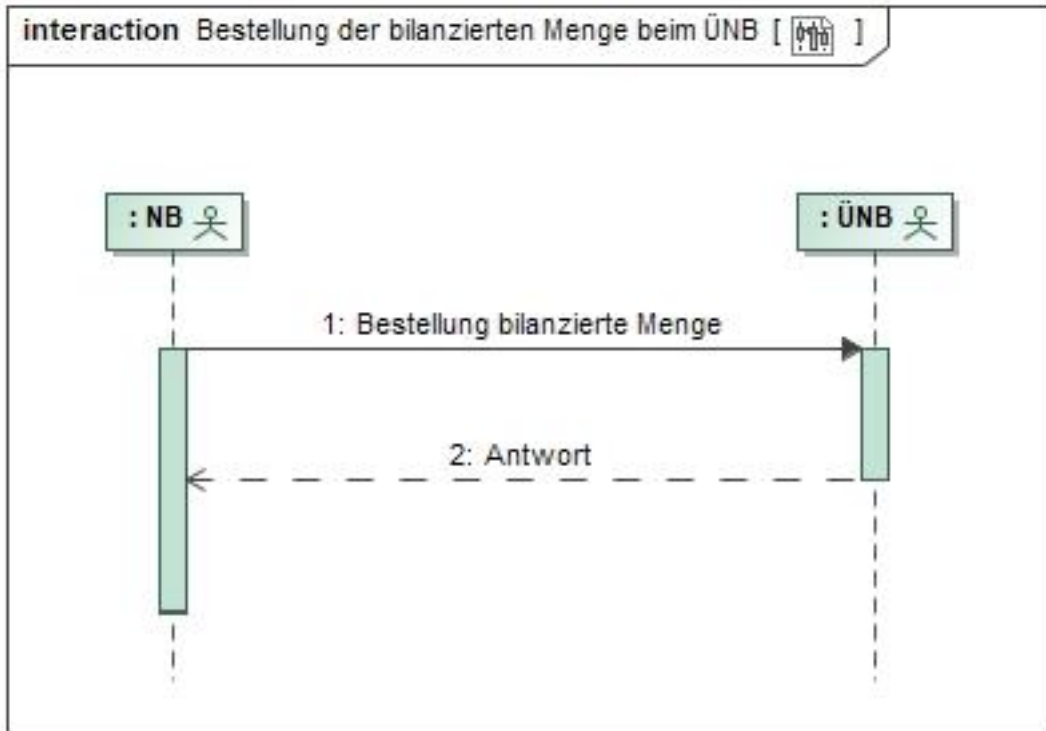 interaction Bestellung der bilanzierten Menge beim ÜNB [ ]
: NB
: ÜNB
1: Bestellung bilanzierte Menge
2: Antwort